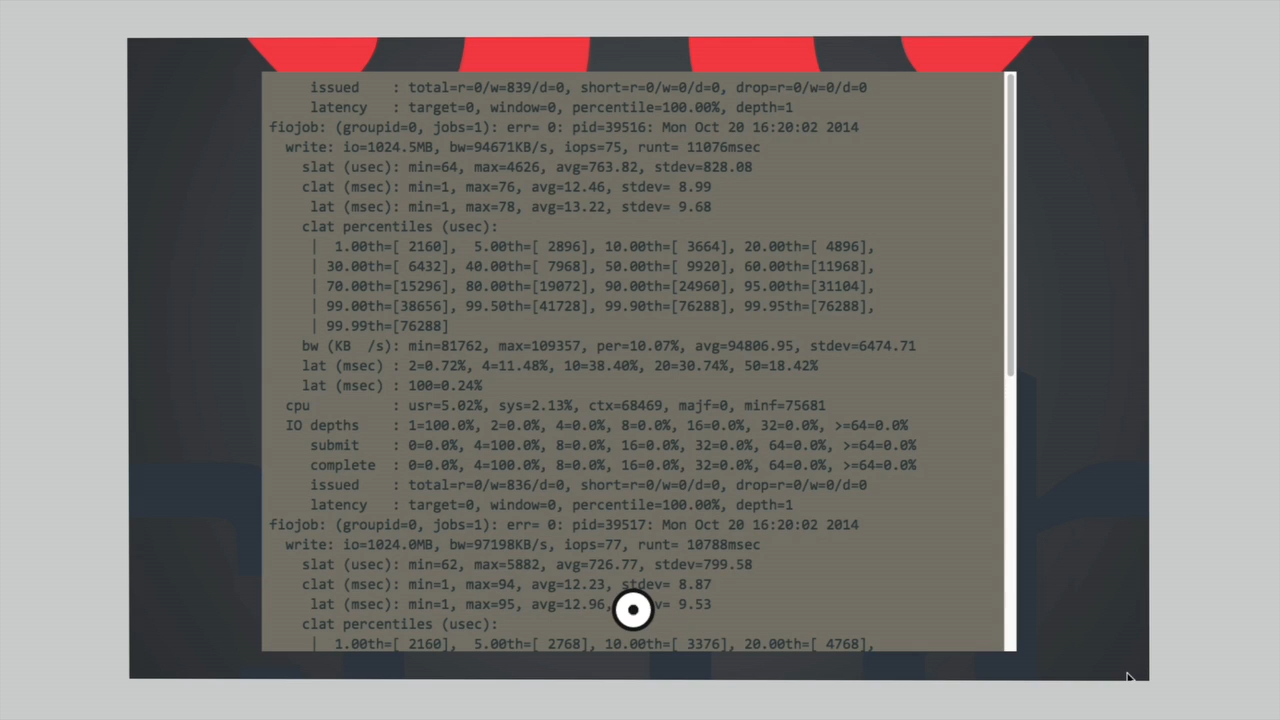 issued : total=r=0/w=839/d=0, short=r=0/w=0/d=0, drop=r=0/w=0/d=0
latency : target=0, window=0, percentile=100.00%, depth=1
fiojob: (groupid=0, jobs=1): err= 0: pid=39516: Mon Oct 20 16:20:02 2014
write: io=1024.5MB, bw=94671KB/s, iops=75, runt= 11076msec
slat (usec): min=64, max=4626, avg=763.82, stdev=828.08
clat (msec): min=1, max=76, avg=12.46, stdev= 8.99
lat (msec): min=1, max=78, avg=13.22, stdev= 9.68
clat percentiles (usec):
| 1.00th=[ 2160], 5.00th=[ 2896], 10.00th=[ 3664], 20.00th=[ 4896],
| 30.00th=[ 6432], 40.00th=[ 7968], 50.00th=[ 9920], 60.00th=[11968],
| 70.00th=[15296], 80.00th=[19072], 90.00th=[24960], 95.00th=[31104],
| 99.00th=[38656], 99.50th=[41728], 99.90th=[76288], 99.95th=[76288],
| 99.99th=[76288]
bw (KB /s): min=81762, max=109357, per=10.07%, avg=94806.95, stdev=6474.71
lat (msec) : 2=0.72%, 4=11.48%, 10=38.40%, 20=30.74%, 50=18.42%
lat (msec) : 100=0.24%
cpu : usr=5.02%, sys=2.13%, ctx=68469, majf=0, minf=75681
IO depths : 1=100.0%, 2=0.0%, 4=0.0%, 8=0.0%, 16=0.0%, 32=0.0%, >=64=0.0%
submit : 0=0.0%, 4=100.0%, 8=0.0%, 16=0.0%, 32=0.0%, 64=0.0%, >=64=0.0%
complete : 0=0.0%, 4=100.0%, 8=0.0%, 16=0.0%, 32=0.0%, 64=0.0%, >=64=0.0%
issued : total=r=0/w=836/d=0, short=r=0/w=0/d=0, drop=r=0/w=0/d=0
latency : target=0, window=0, percentile=100.00%, depth=1
fiojob: (groupid=0, jobs=1): err= 0: pid=39517: Mon Oct 20 16:20:02 2014
write: io=1024.0MB, bw=97198KB/s, iops=77, runt= 10788msec
slat (usec): min=62, max=5882, avg=726.77, stdev=799.58
clat (msec): min=1, max=94, avg=12.23, stdev= 8.87
lat (msec): min=1, max=95, avg=12.96, v= 9.53
clat percentiles (usec):
| 1.00th=[ 2160], 5.00th=[ 2768], 10.00th=[ 3376], 20.00th=[ 4768],